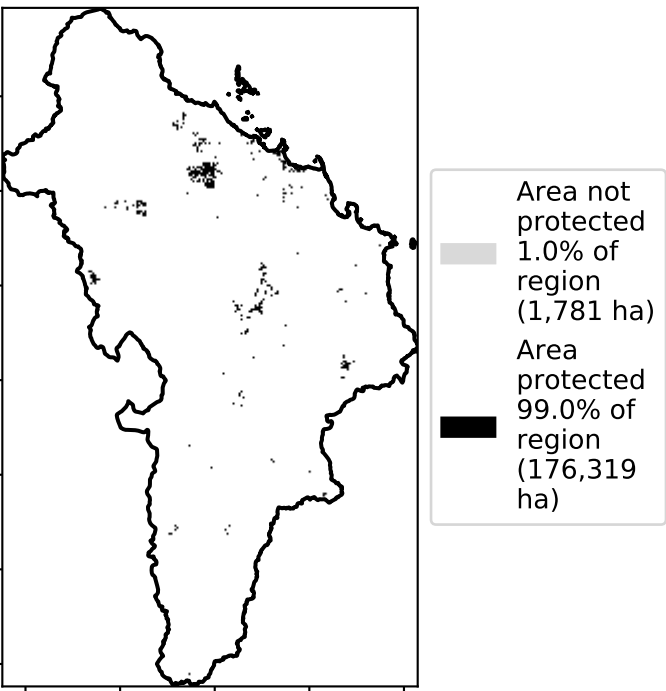 Area not
protected
1.0% of
region
(1,781 ha)
Area
protected
99.0% of
region
(176,319
ha)